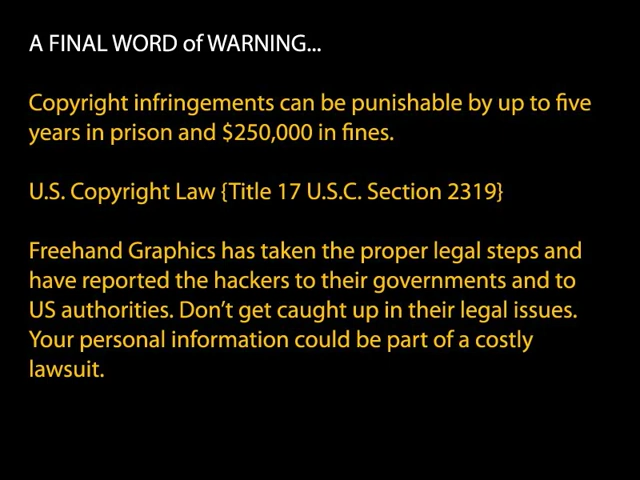 A FINAL WORD of WARNING...
Copyright infringements can be punishable by up to five
years in prison and $250,000 in fines.
U.S. Copyright Law {Title 17 U.S.C. Section 2319}
Freehand Graphics has taken the proper legal steps and
have reported the hackers to their governments and to
US authorities. Don’t get caught up in their legal issues.
Your personal information could be part of a costly
lawsuit.